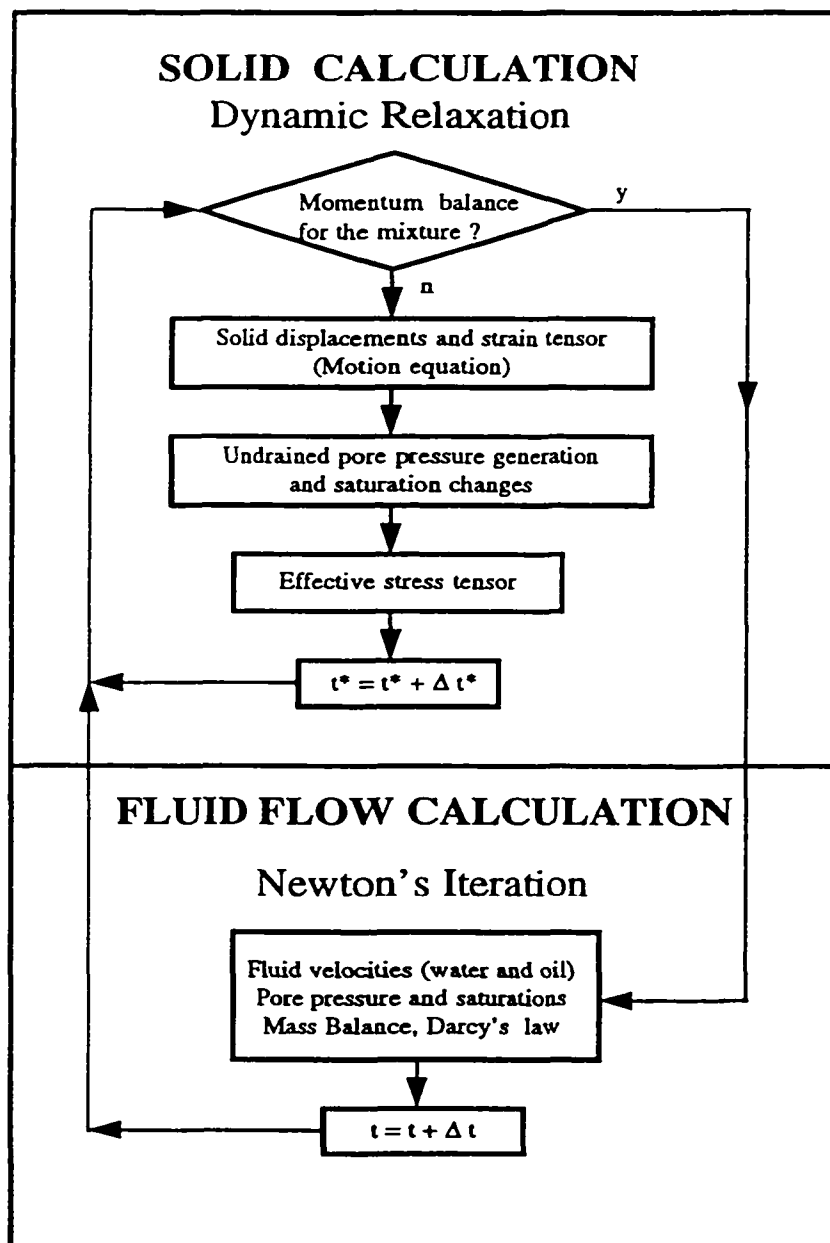 SOLID CALCULATION
Dynamic Relaxation
Momentum balance
for the mixture ?
y
n
Solid displacements and strain tensor
(Motion equation)
Undrained pore pressure generation
and saturation changes
Effective stress tensor
t* = t* + Δ t*
FLUID FLOW CALCULATION
Newton's Iteration
Fluid velocities (water and oil)
Pore pressure and saturations
Mass Balance, Darcy's law
t = t + Δ t